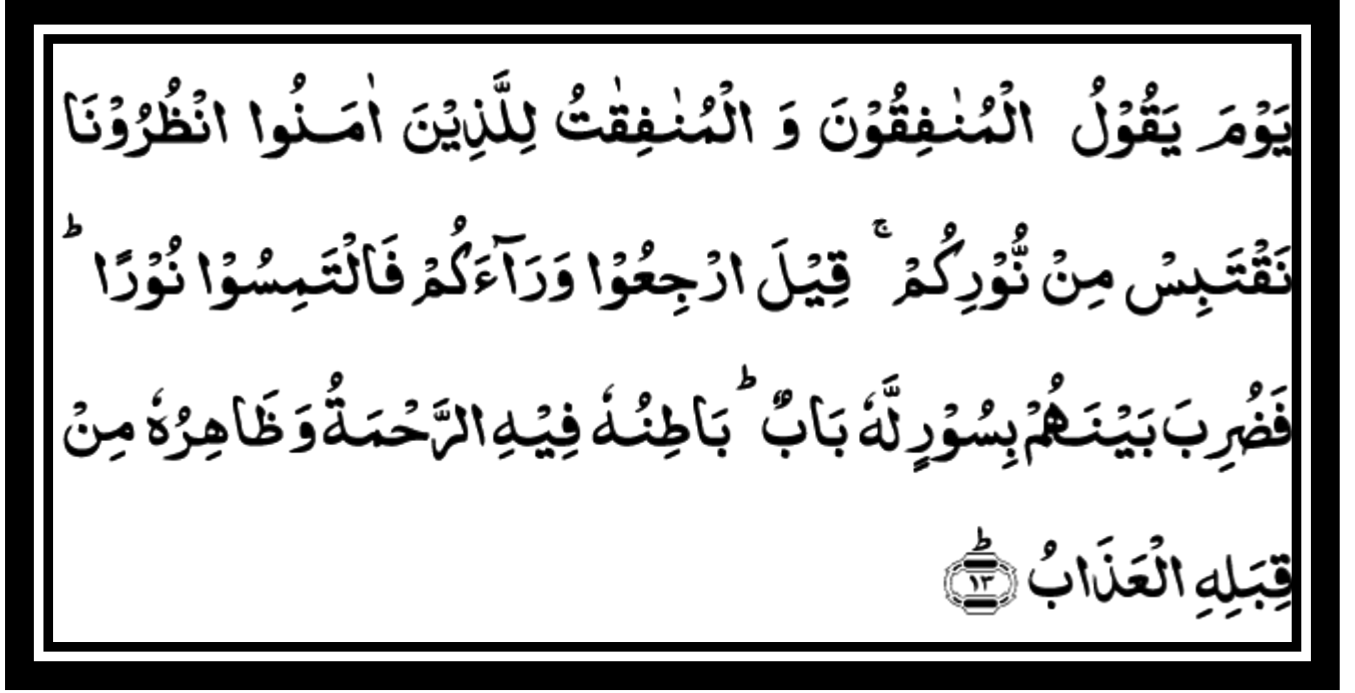 یَوْمَ یَقُوْلُ الْمُنٰفِقُوْنَ وَ الْمُنٰفِقٰتُ لِلَّذِیْنَ اٰمَنُوا انْظُرُوْنَا
نَقْتَبِسْ مِنْ نُّوْرِكُمْ ۚ قِیْلَ ارْجِعُوْا وَرَآءَكُمْ فَالْتَمِسُوْا نُوْرًا ؕ
فَضُرِبَ بَیْنَهُمْ بِسُوْرٍ لَّهٗ بَابٌ ؕ بَاطِنُهٗ فِیْهِ الرَّحْمَةُ وَ ظَاهِرُهٗ مِنْ
قِبَلِهِ الْعَذَابُ ؕ۝۱۳